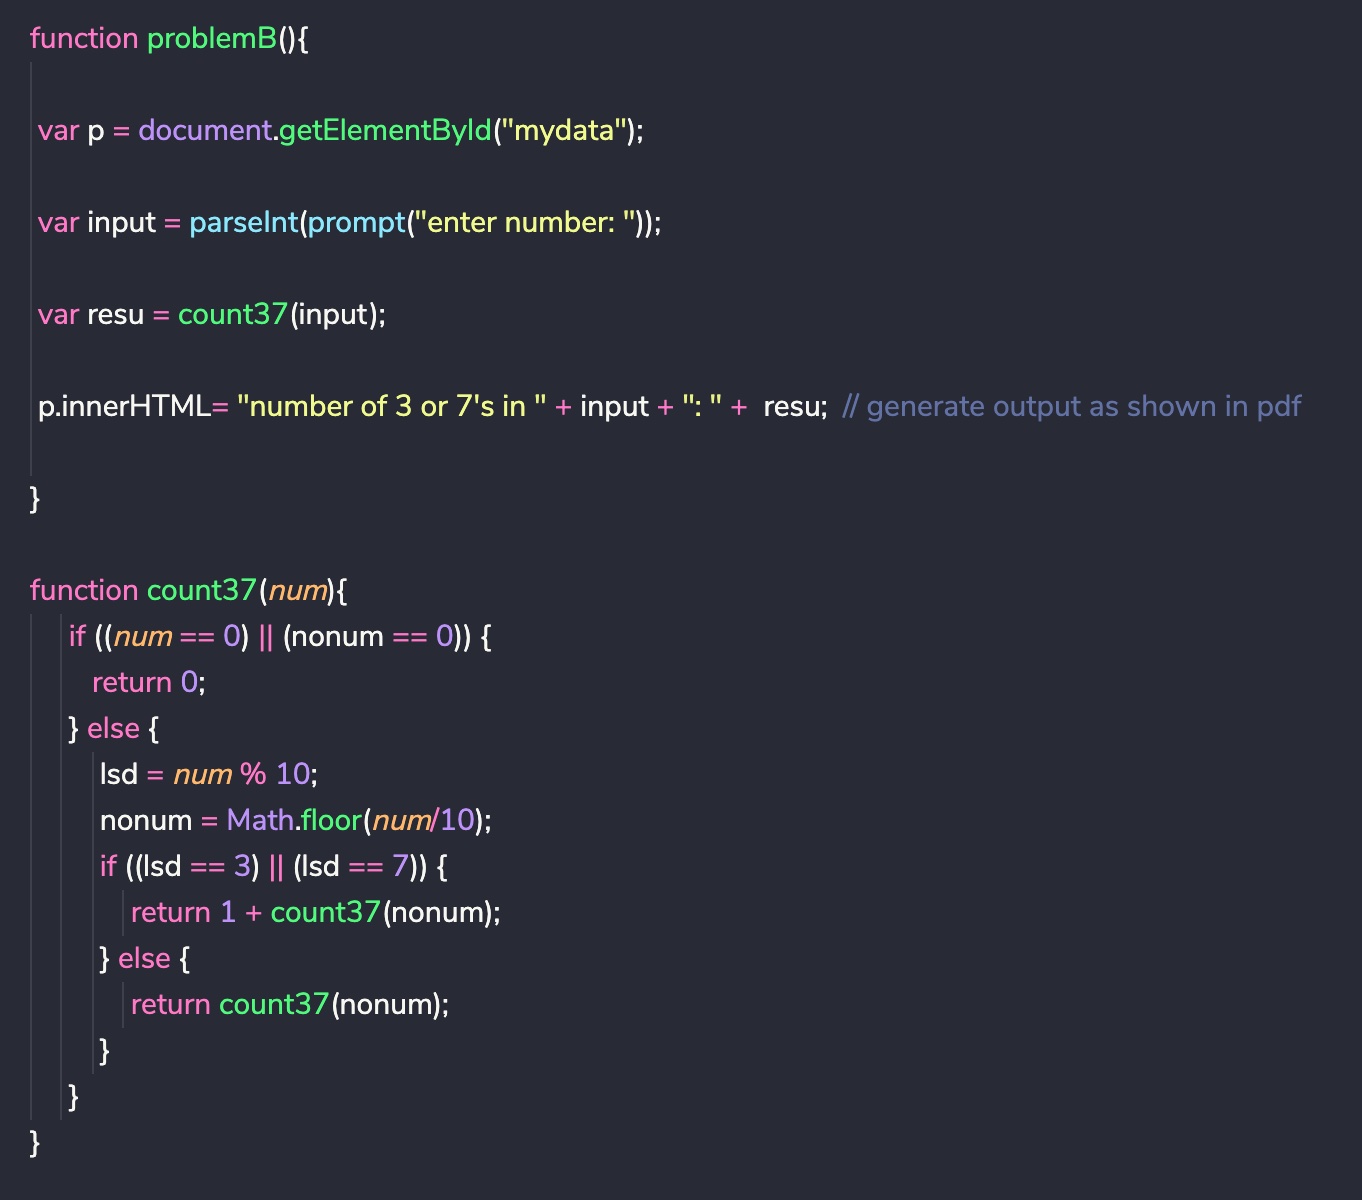 function problemB(){
var p = document.getElementById("mydata");
var input = parseInt(prompt("enter number: "));
var resu = count37(input);
p.innerHTML= "number of 3 or 7's in " + input + ": " +  resu;  // generate output as shown in pdf
}
function count37(num){
if ((num == 0) || (nonum == 0)) {
return 0;
} else {
lsd = num % 10;
nonum = Math.floor(num/10);
if ((lsd == 3) || (lsd == 7)) {
return 1 + count37(nonum);
} else {
return count37(nonum);
}
}
}